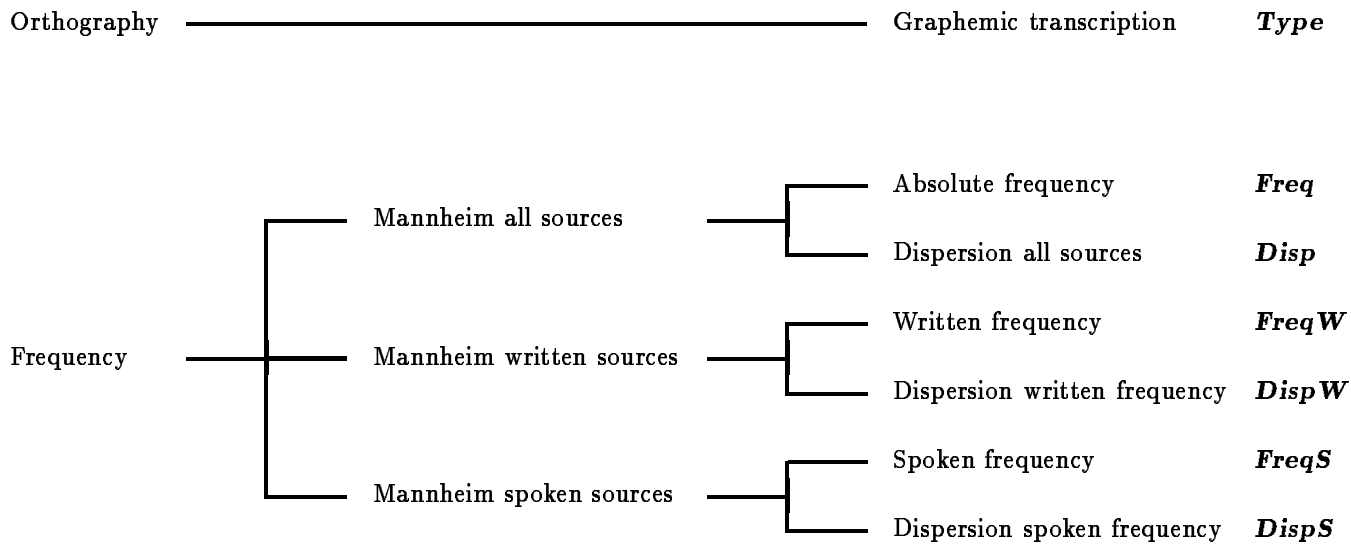 Orthography Graphemic transcription Type
Absolute frequency Freq
Mannheim all sources
Dispersion all sources Disp
Written frequency FreqW
Frequency Mannheim written sources
Dispersion written frequency DispW
Spoken frequency FreqS
Mannheim spoken sources
Dispersion spoken frequency DispS